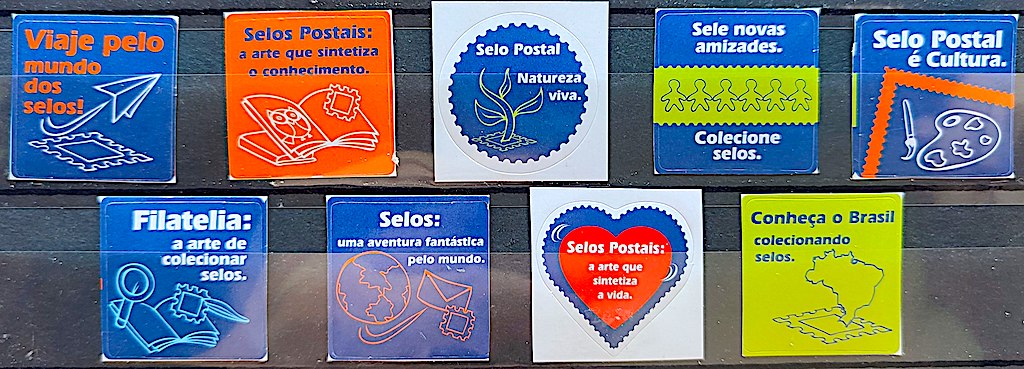 Viaje pelo
mundo
dos
selos!
Selos Postais:
a arte que sintetiza
o conhecimento.
Selo Postal
Natureza
viva.
Sele novas
amizades.
Colecione
selos.
Selo Postal
é Cultura.
Filatelia:
a arte de
colecionar
selos.
Selos:
uma aventura fantástica
pelo mundo.
Selos Postais:
a arte que
sintetiza
a vida.
Conheça o Brasil
colecionando
selos.